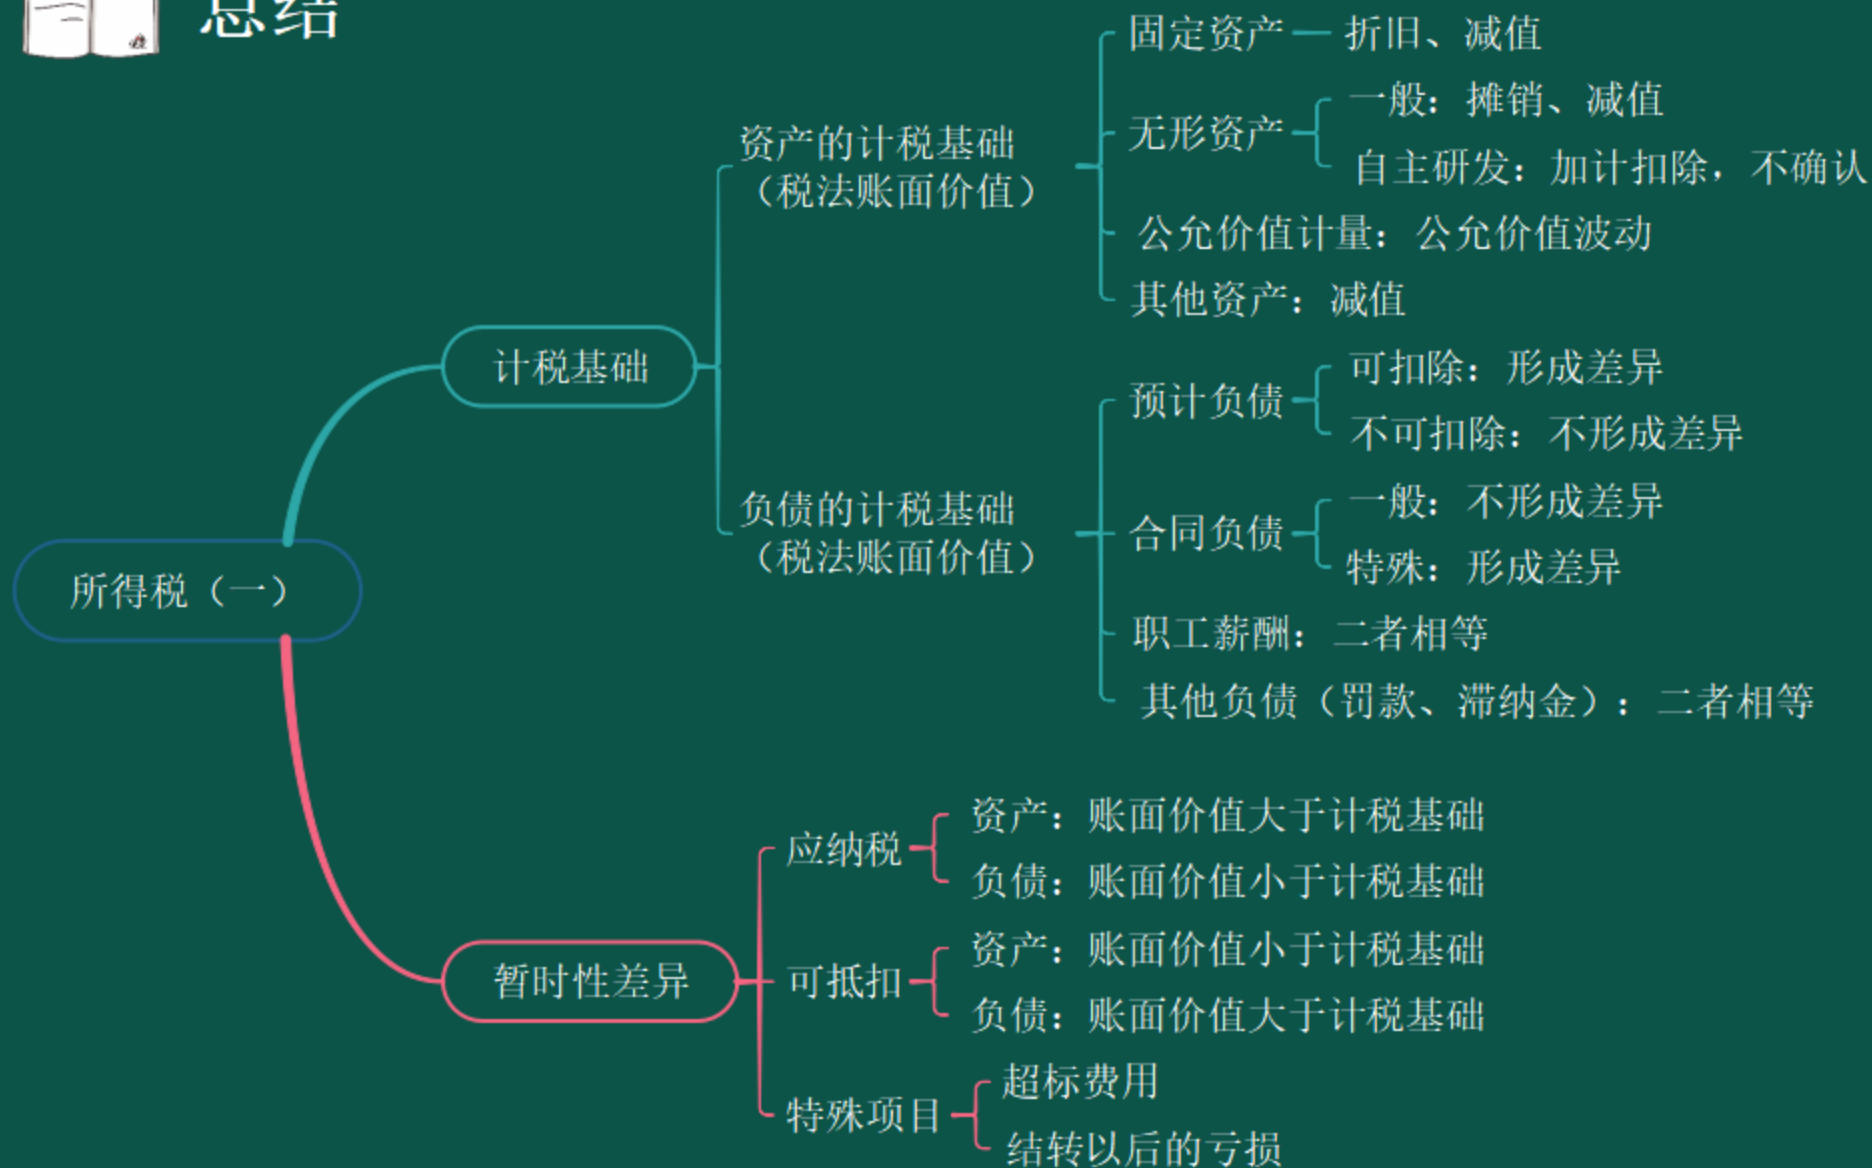 总结
固定资产
折旧、减值
一般：摊销、减值
无形资产
自主研发：加计扣除，不确认
资产的计税基础
（税法账面价值）
公允价值计量：公允价值波动
其他资产：减值
计税基础
预计负债
可扣除：形成差异
不可扣除：不形成差异
负债的计税基础
（税法账面价值）
合同负债
一般：不形成差异
特殊：形成差异
职工薪酬：二者相等
其他负债（罚款、滞纳金）：二者相等
所得税（一）
应纳税
资产：账面价值大于计税基础
负债：账面价值小于计税基础
暂时性差异
可抵扣
资产：账面价值小于计税基础
负债：账面价值大于计税基础
特殊项目
超标费用
结转以后的亏损